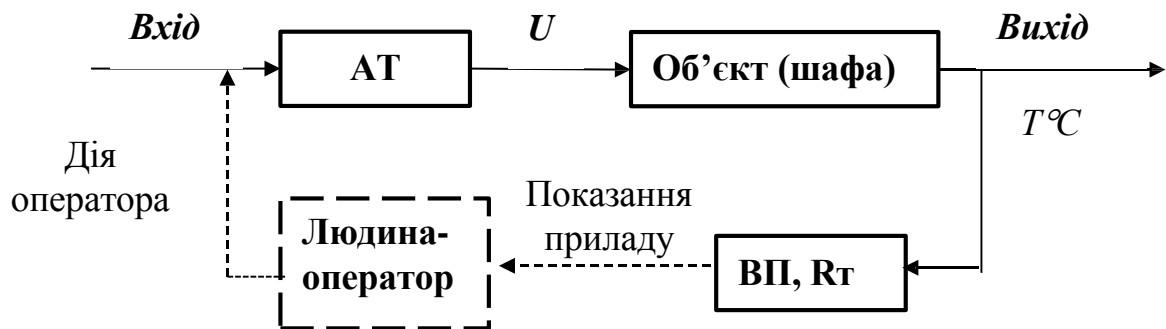 Вхід
U
Вихід
АТ
Об’єкт (шафа)
T°C
Дія
оператора
Показання
приладу
Людина-
оператор
ВП, Rт